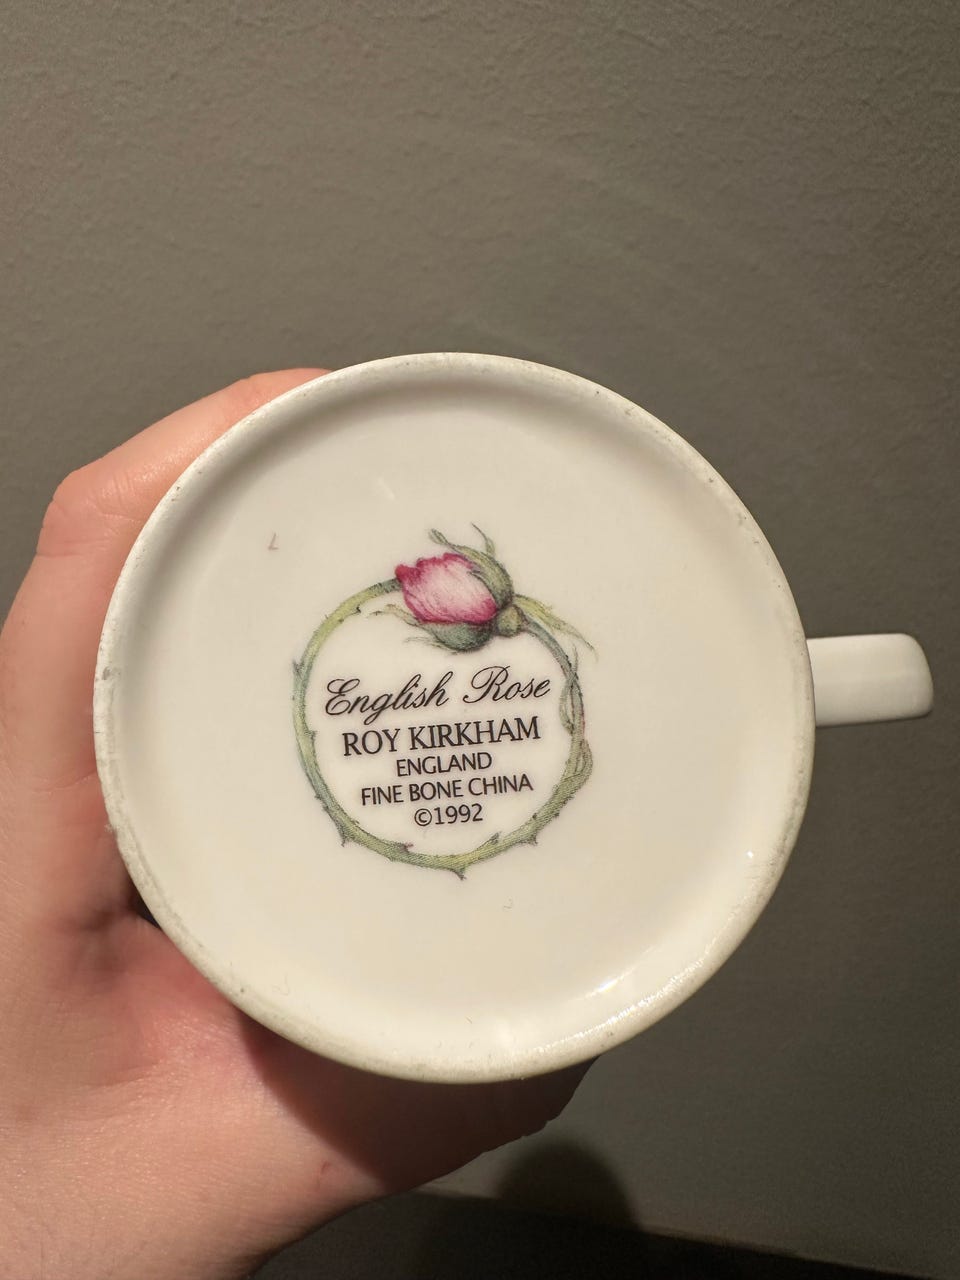 English Rose
ROY KIRKHAM
ENGLAND
FINE BONE CHINA
©1992